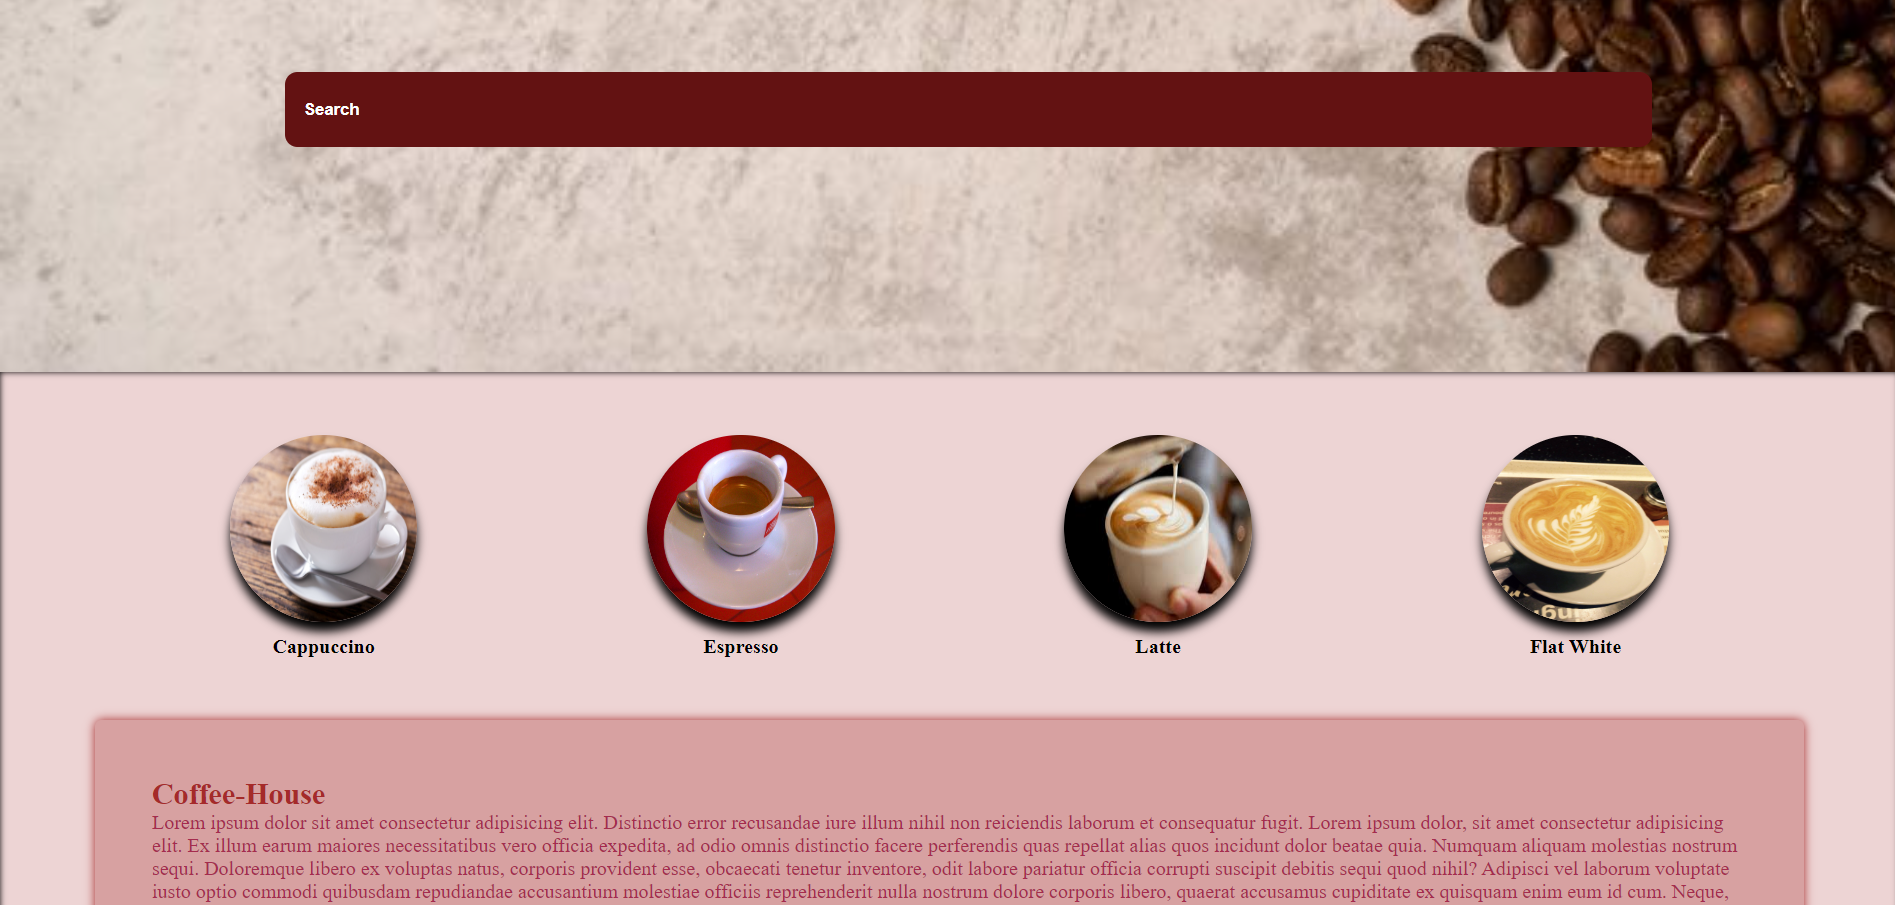 Search
Cappuccino
Espresso
Latte
Flat White
Coffee-House
Lorem ipsum dolor sit amet consectetur adipisicing elit. Distinctio error recusandae iure illum nihil non reiciendis laborum et consequatur fugit. Lorem ipsum dolor, sit amet consectetur adipisicing
elit. Ex illum earum maiores necessitatibus vero officia expedita, ad odio omnis distinctio facere perferendis quas repellat alias quos incidunt dolor beatae quia. Numquam aliquam molestias nostrum
sequi. Doloremque libero ex voluptas natus, corporis provident esse, obcaecati tenetur inventore, odit labore pariatur officia corrupti suscipit debitis sequi quod nihil? Adipisci vel laborum voluptate
iusto optio commodi quibusdam repudiandae accusantium molestiae officiis reprehenderit nulla nostrum dolore corporis libero, quaerat accusamus cupiditate ex quisquam enim eum id cum. Neque,